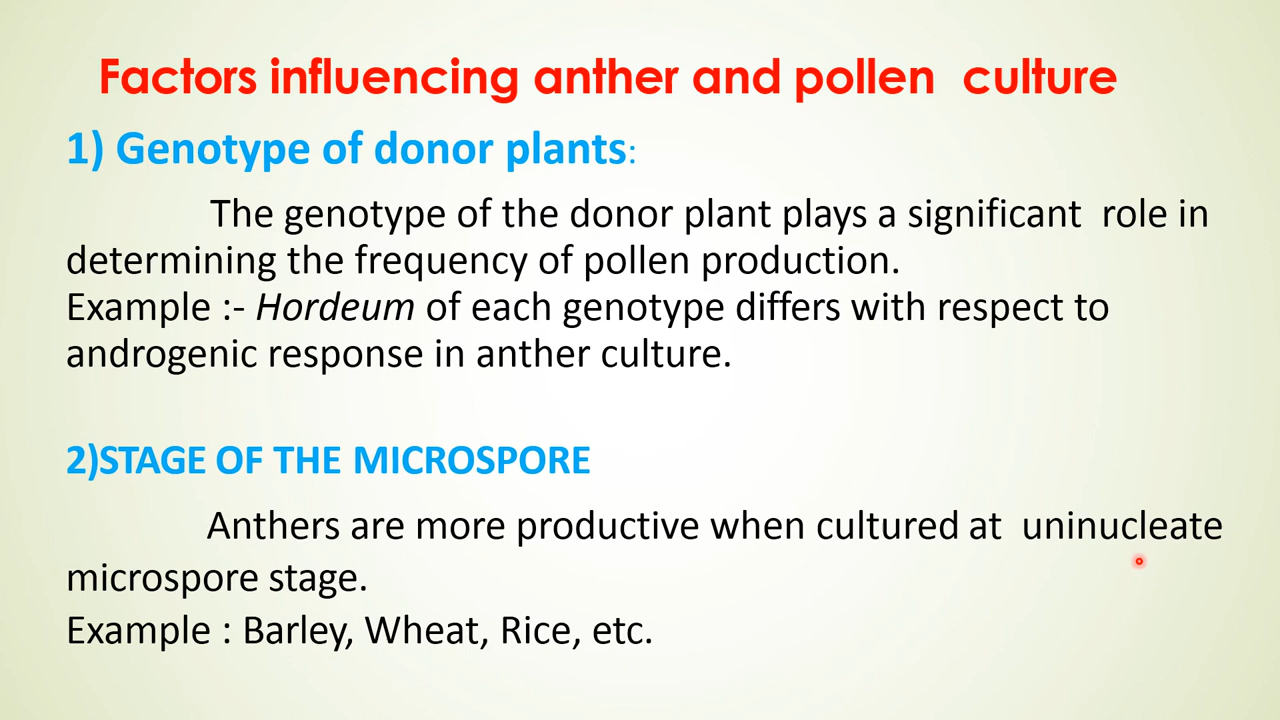 Factors influencing anther and pollen culture
1) Genotype of donor plants:
The genotype of the donor plant plays a significant role in
determining the frequency of pollen production.
Example :- Hordeum of each genotype differs with respect to
androgenic response in anther culture.
2)STAGE OF THE MICROSPORE
Anthers are more productive when cultured at uninucleate
microspore stage.
Example : Barley, Wheat, Rice, etc.